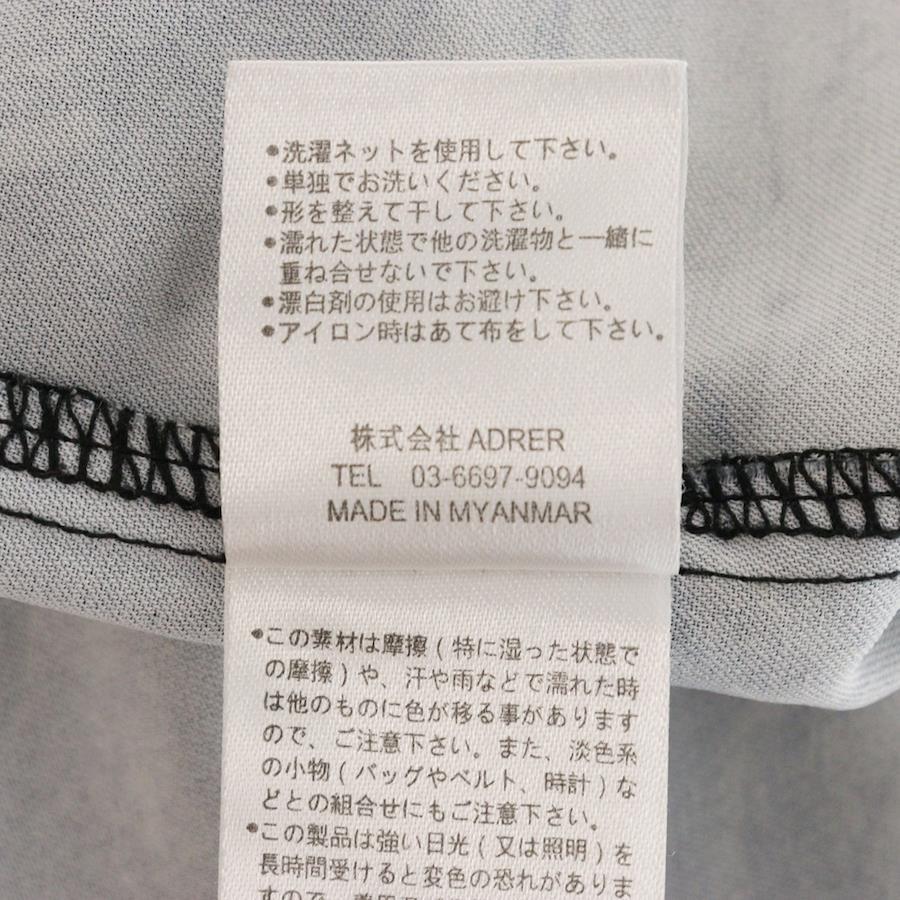 •洗濯ネットを使用して下さい。
•単独でお洗いください。
•形を整えて干して下さい。
•濡れた状態で他の洗濯物と一緒に
重ね合せないで下さい。
•漂白剤の使用はお避け下さい。
•アイロン時はあて布をして下さい。
株式会社 ADRER
TEL 03-6697-9094
MADE IN MYANMAR
•この素材は摩擦(特に湿った状態で
の摩擦)や、汗や雨などで濡れた時
は他のものに色が移る事があります
ので、ご注意下さい。また、淡色系
の小物(バッグやベルト、時計)な
どとの組合せにもご注意下さい。
•この製品は強い日光(又は照明)を
長時間受けると変色の恐れがありま
すので、